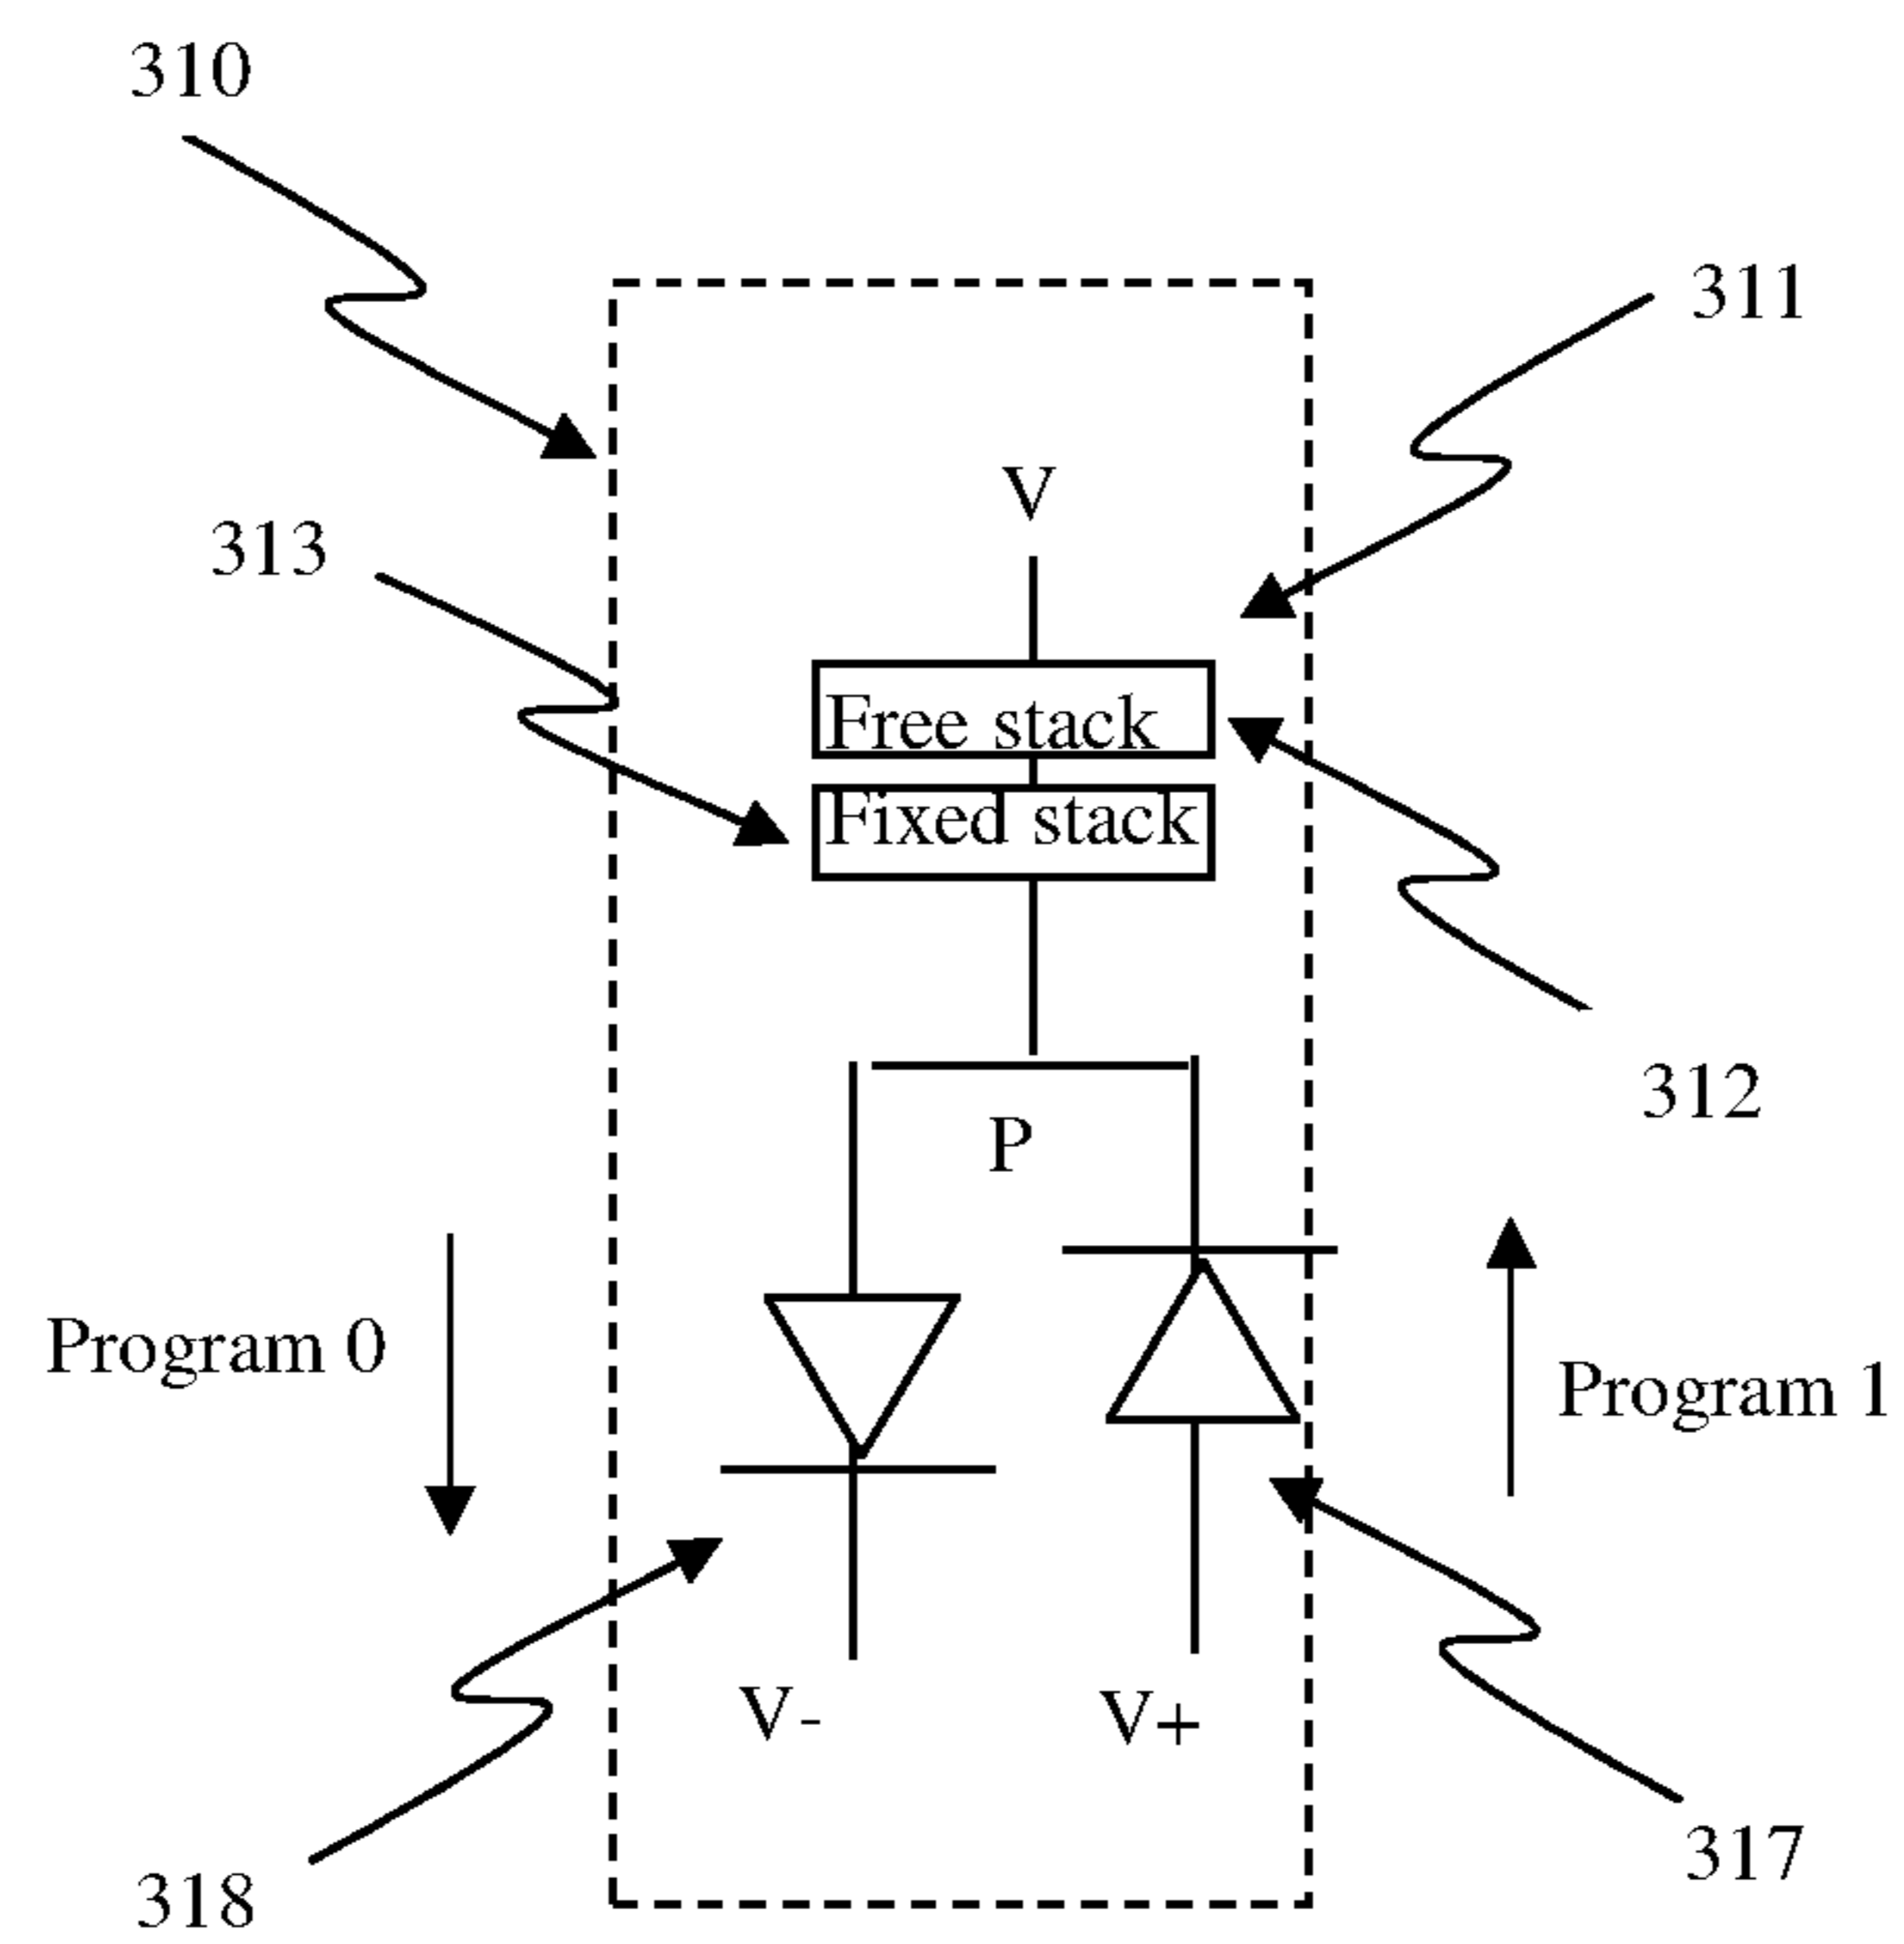 310
311
V
313
Free stack
Fixed stack
312
P
Program 0
Program 1
V-
V+
317
318